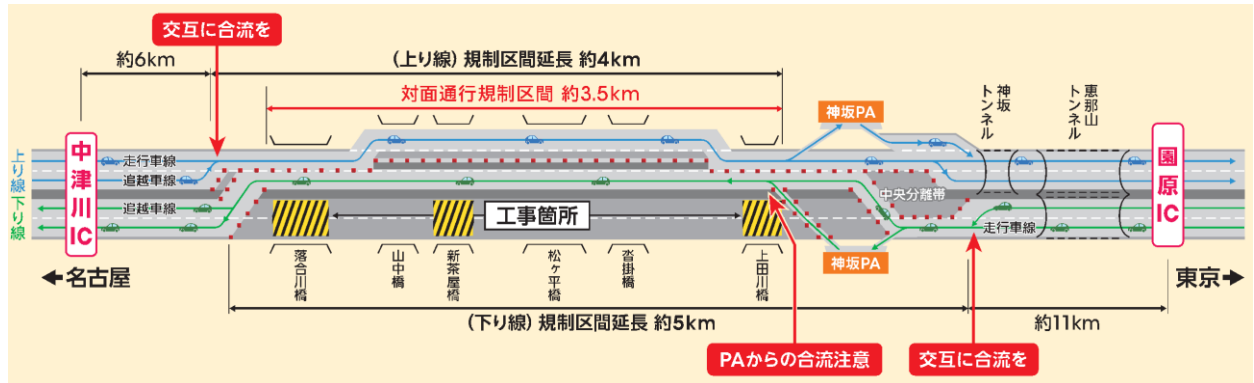 交互に合流を
約6km
(上り線)規制区間延長 約4km
対面通行規制区間 約3.5km
神坂PA
神坂トンネル
恵那山トンネル
上り線
下り線
中津川IC
走行車線
追越車線
追越車線
園原IC
中央分離帯
走行車線
工事箇所
神坂PA
←名古屋
東京→
落合川橋
山中橋
新茶屋橋
松ヶ平橋
沓掛橋
上田川橋
(下り線)規制区間延長 約5km
約11km
PAからの合流注意
交互に合流を